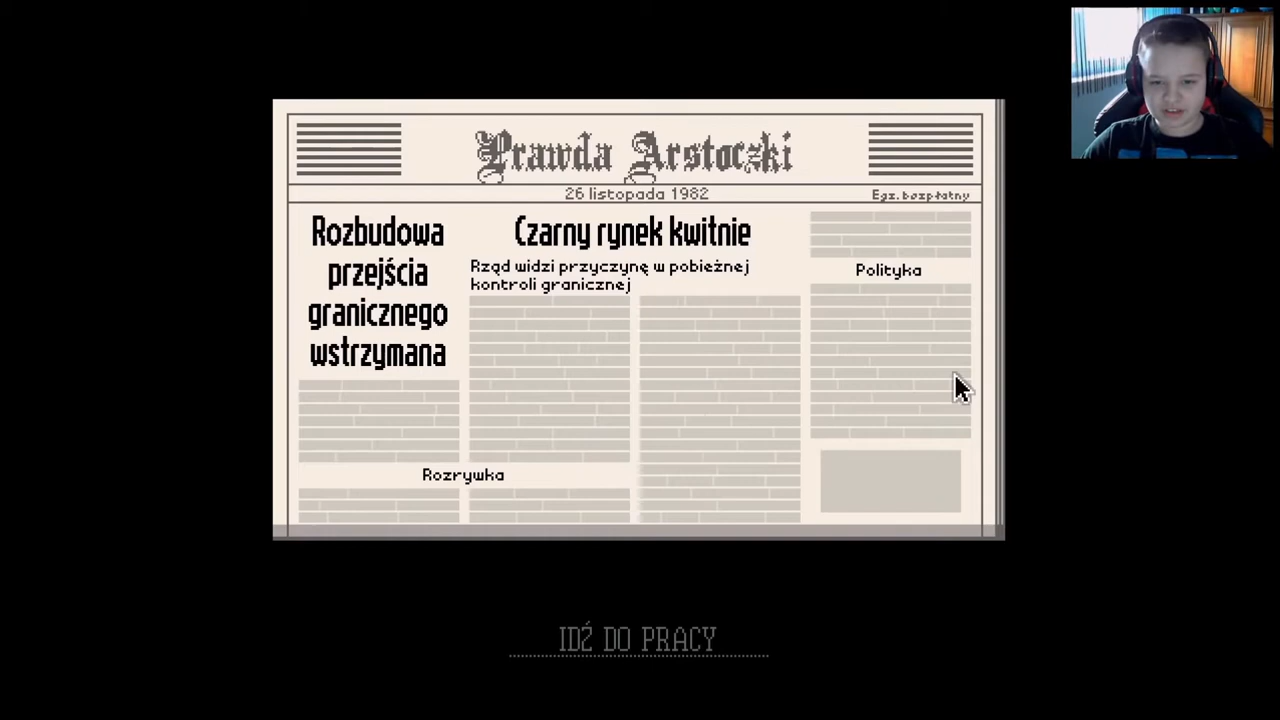 Prawda Arstoczki
26 listopada 1982
Egz. bezpłatny
Rozbudowa
przejścia
granicznego
wstrzymana
Czarny rynek kwitnie
Rząd widzi przyczynę w pobieżnej
kontroli granicznej
Polityka
Rozrywka
IDŹ DO PRACY